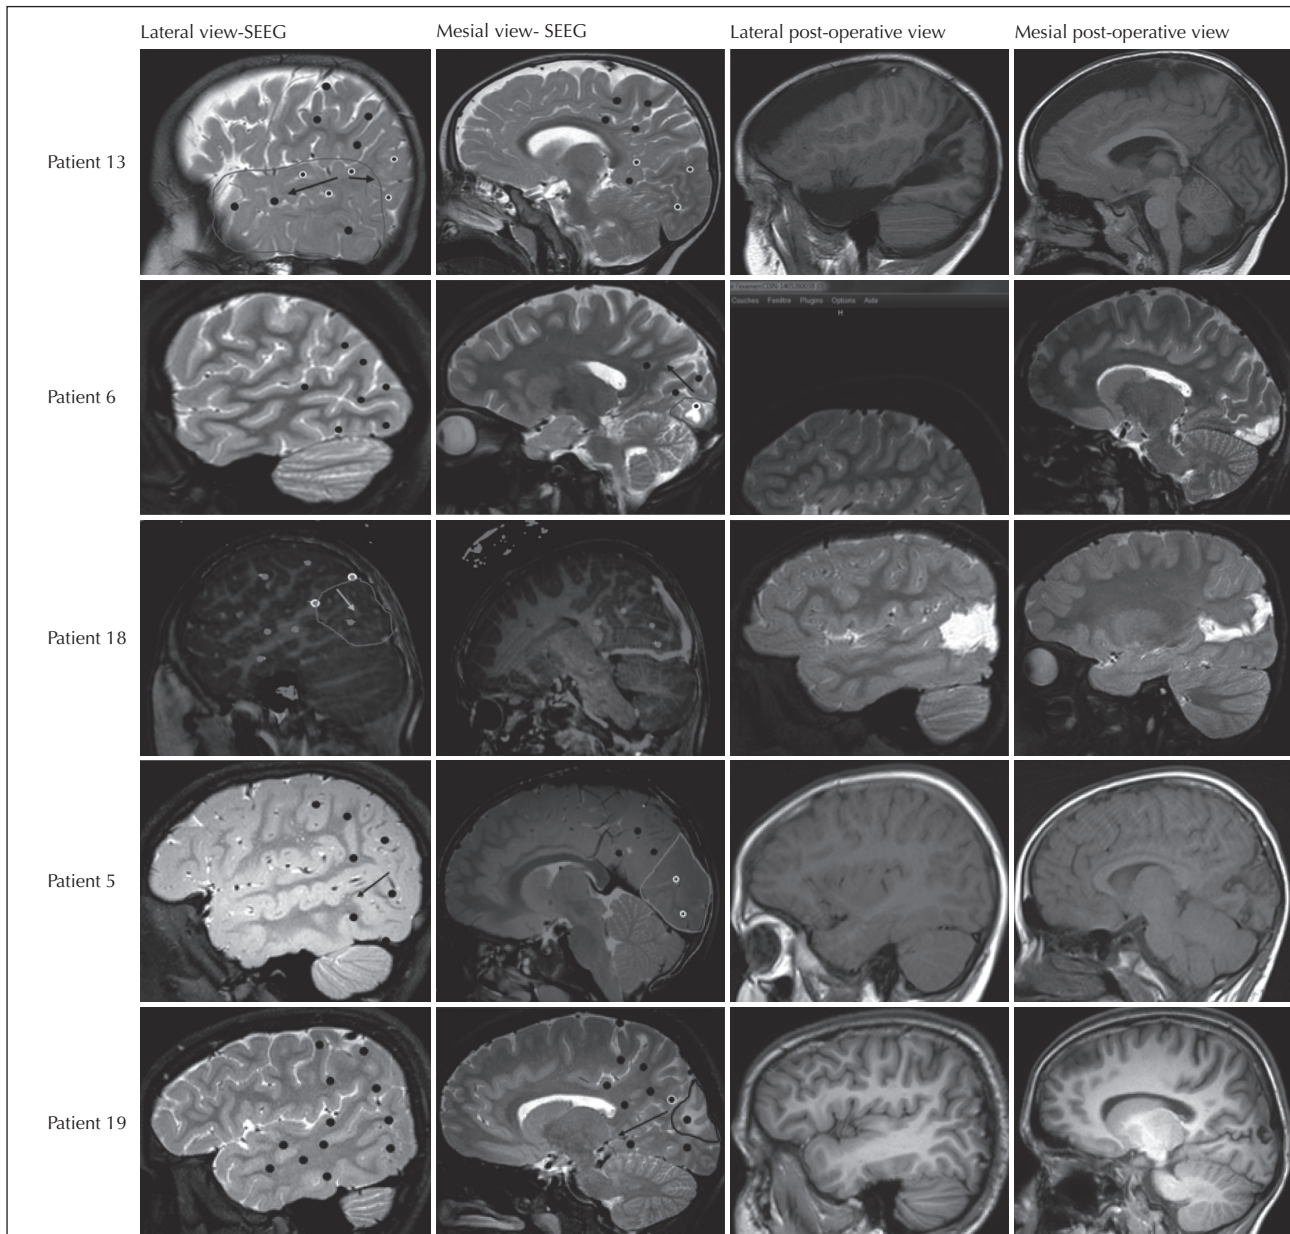 Lateral view-SEEG Mesial view- SEEG Lateral post-operative view Mesial post-operative view
Patient 13
Patient 6
Couches Fenêtre Plugins Options Aide
H
Patient 18
Patient 5
Patient 19